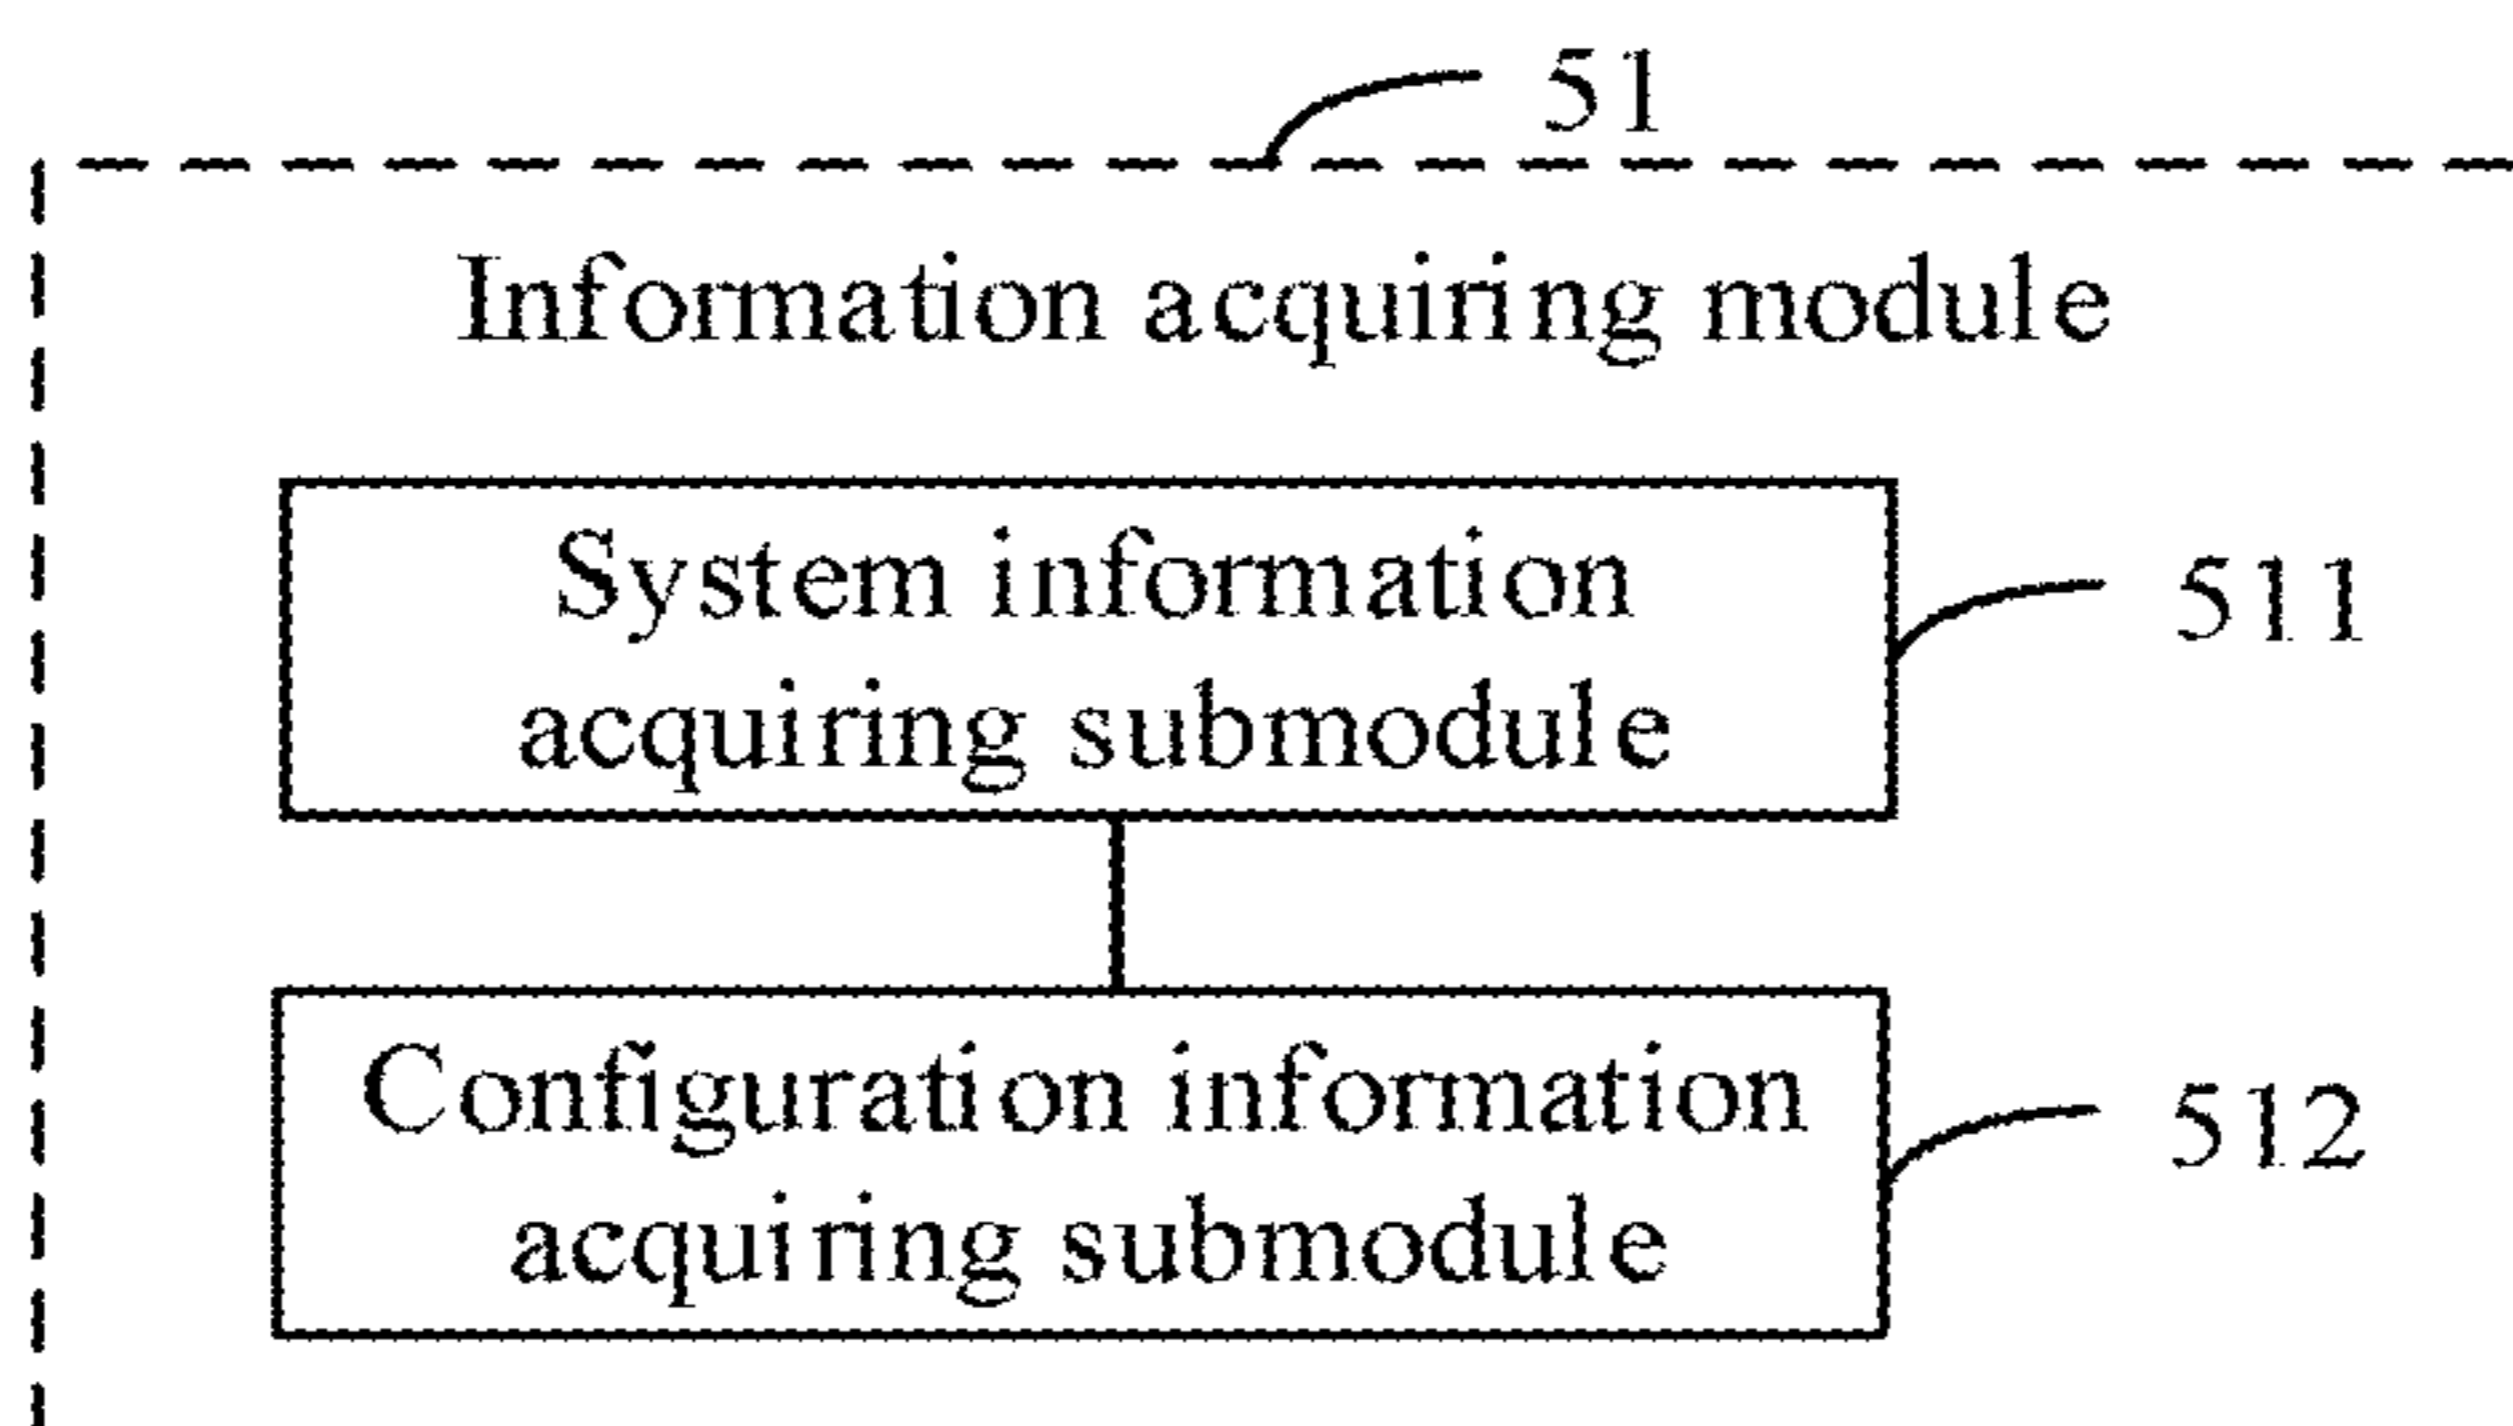 51
Information acquiring module
System information
acquiring submodule
511
Configuration information
acquiring submodule
512